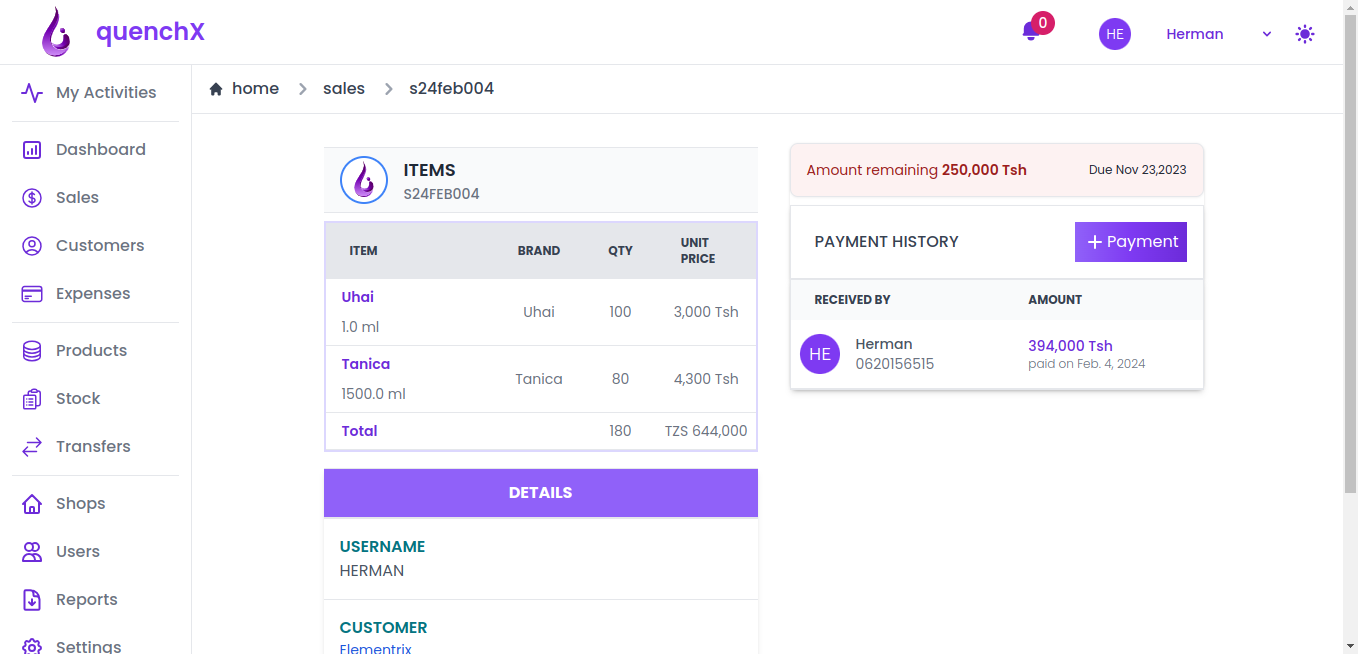 quenchX
0
HE
Herman
My Activities
Dashboard
Sales
Customers
Expenses
Products
Stock
Transfers
Shops
Users
Reports
Settings
home
sales
s24feb004
ITEMS
S24FEB004
ITEM BRAND QTY UNIT PRICE
Uhai
1.0 ml
Uhai 100 3,000 Tsh
Tanica
1500.0 ml
Tanica 80 4,300 Tsh
Total 180 TZS 644,000
DETAILS
USERNAME
HERMAN
CUSTOMER
Elementrix
Amount remaining 250,000 Tsh
Due Nov 23,2023
PAYMENT HISTORY
+ Payment
RECEIVED BY AMOUNT
HE
Herman
0620156515
394,000 Tsh
paid on Feb. 4, 2024